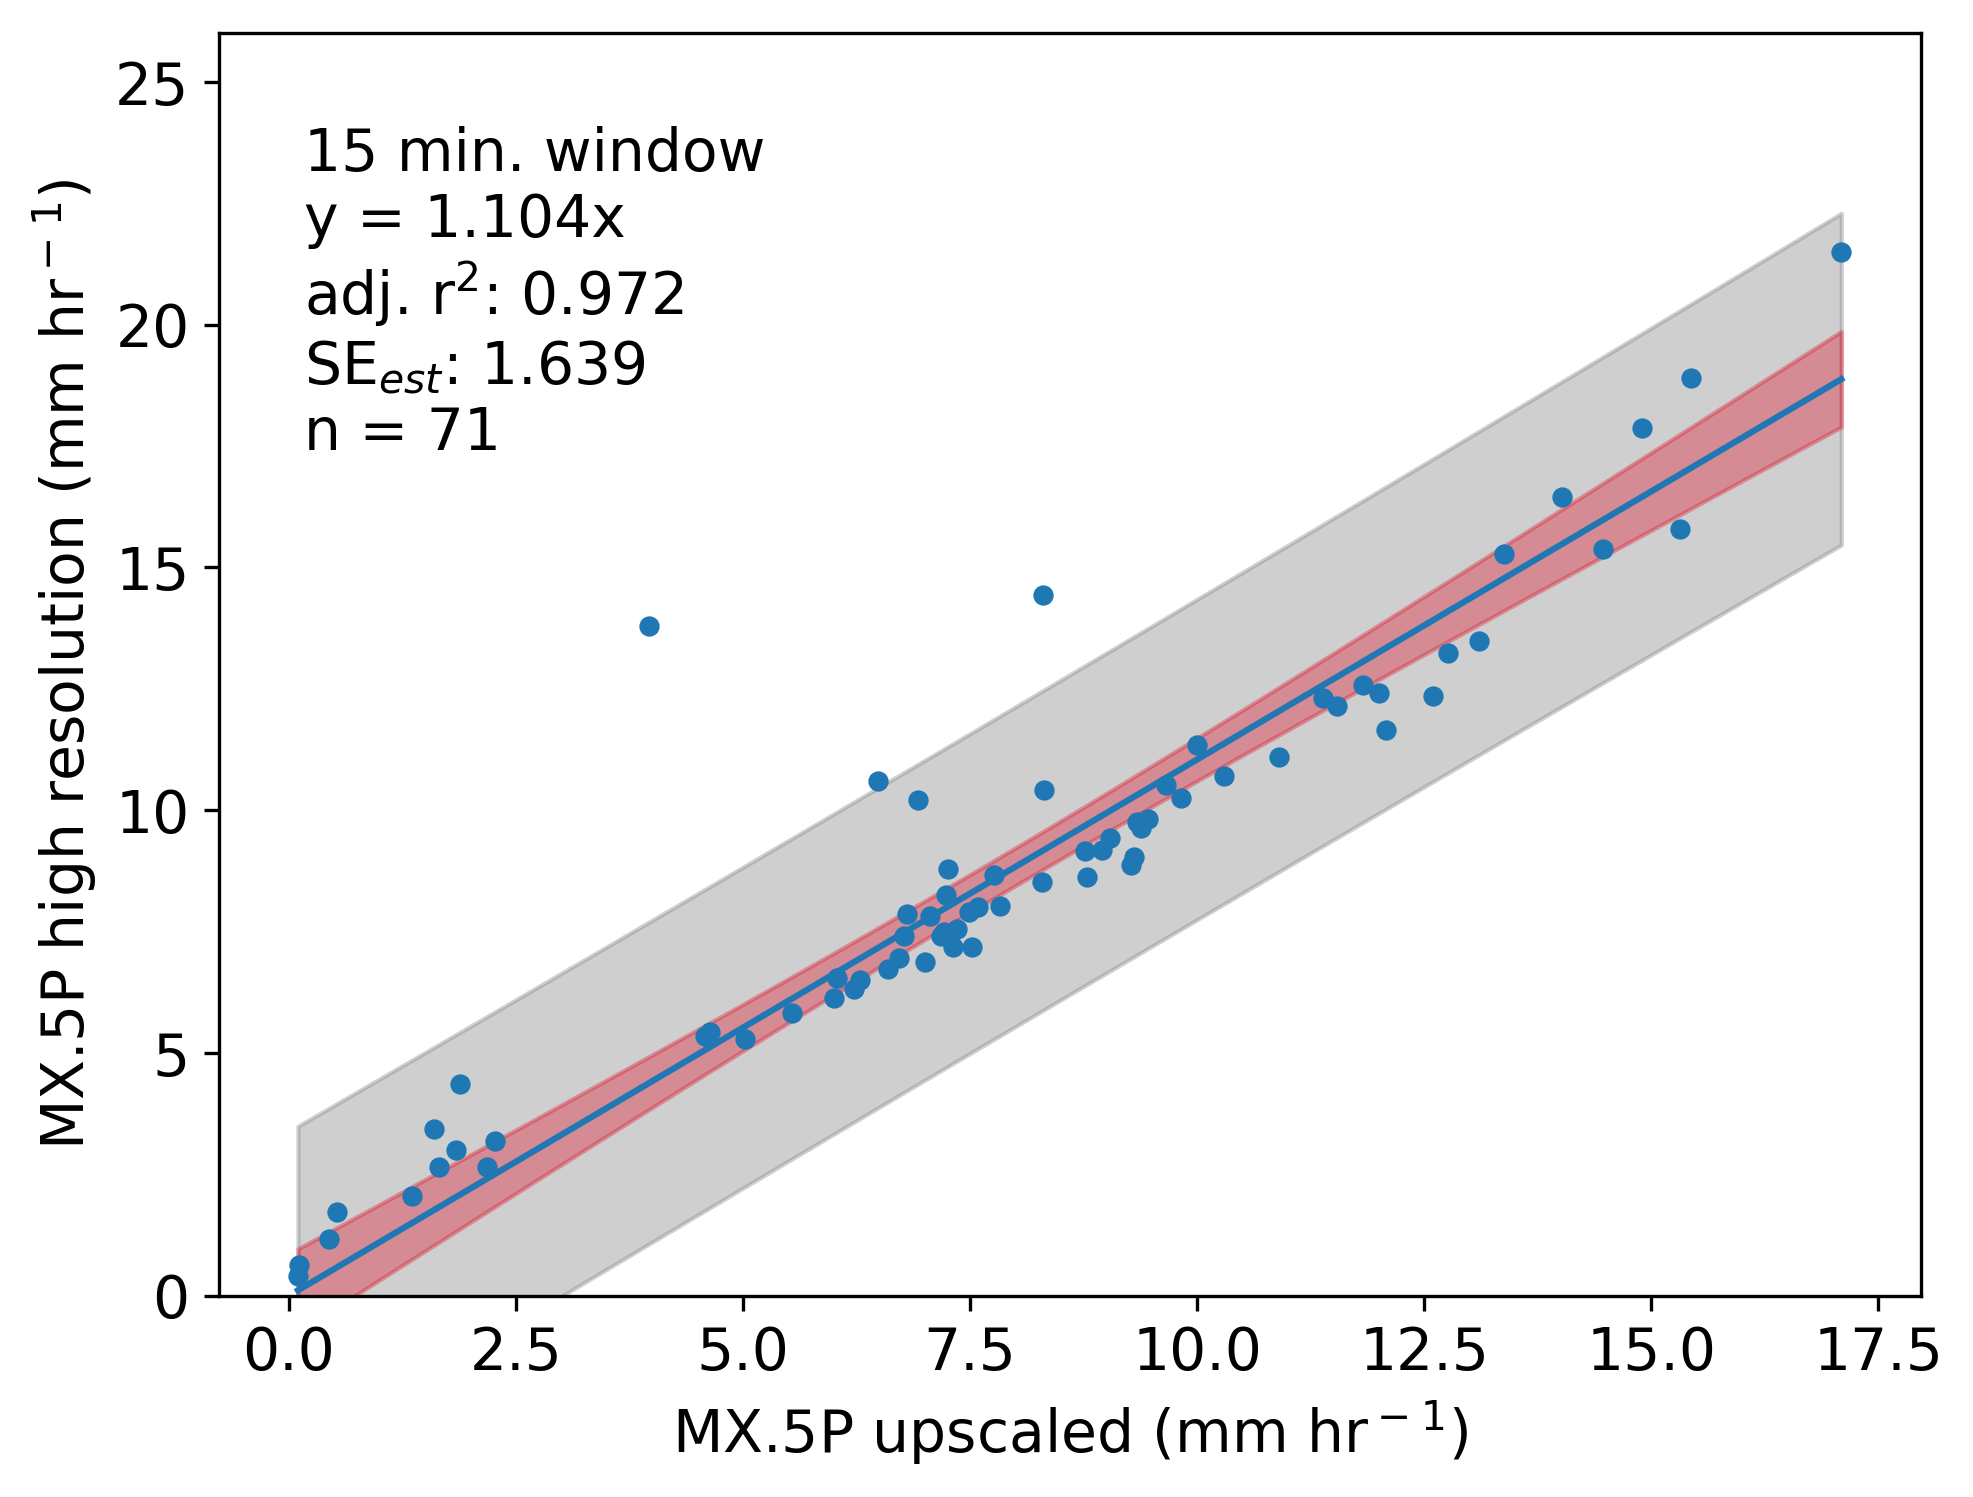 15 min. window
y = 1.104x
adj. r²: 0.972
SEₑₛₜ: 1.639
n = 71
MX.5P high resolution (mm hr⁻¹)
25
20
15
10
5
0
0.0 2.5 5.0 7.5 10.0 12.5 15.0 17.5
MX.5P upscaled (mm hr⁻¹)